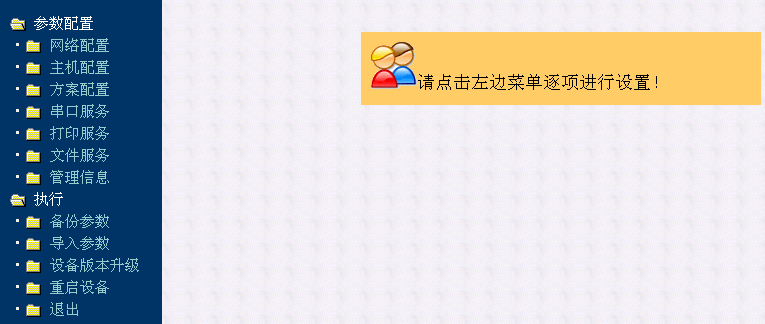 参数配置
网络配置
主机配置
方案配置
串口服务
打印服务
文件服务
管理信息
执行
备份参数
导入参数
设备版本升级
重启设备
退出
请点击左边菜单逐项进行设置！